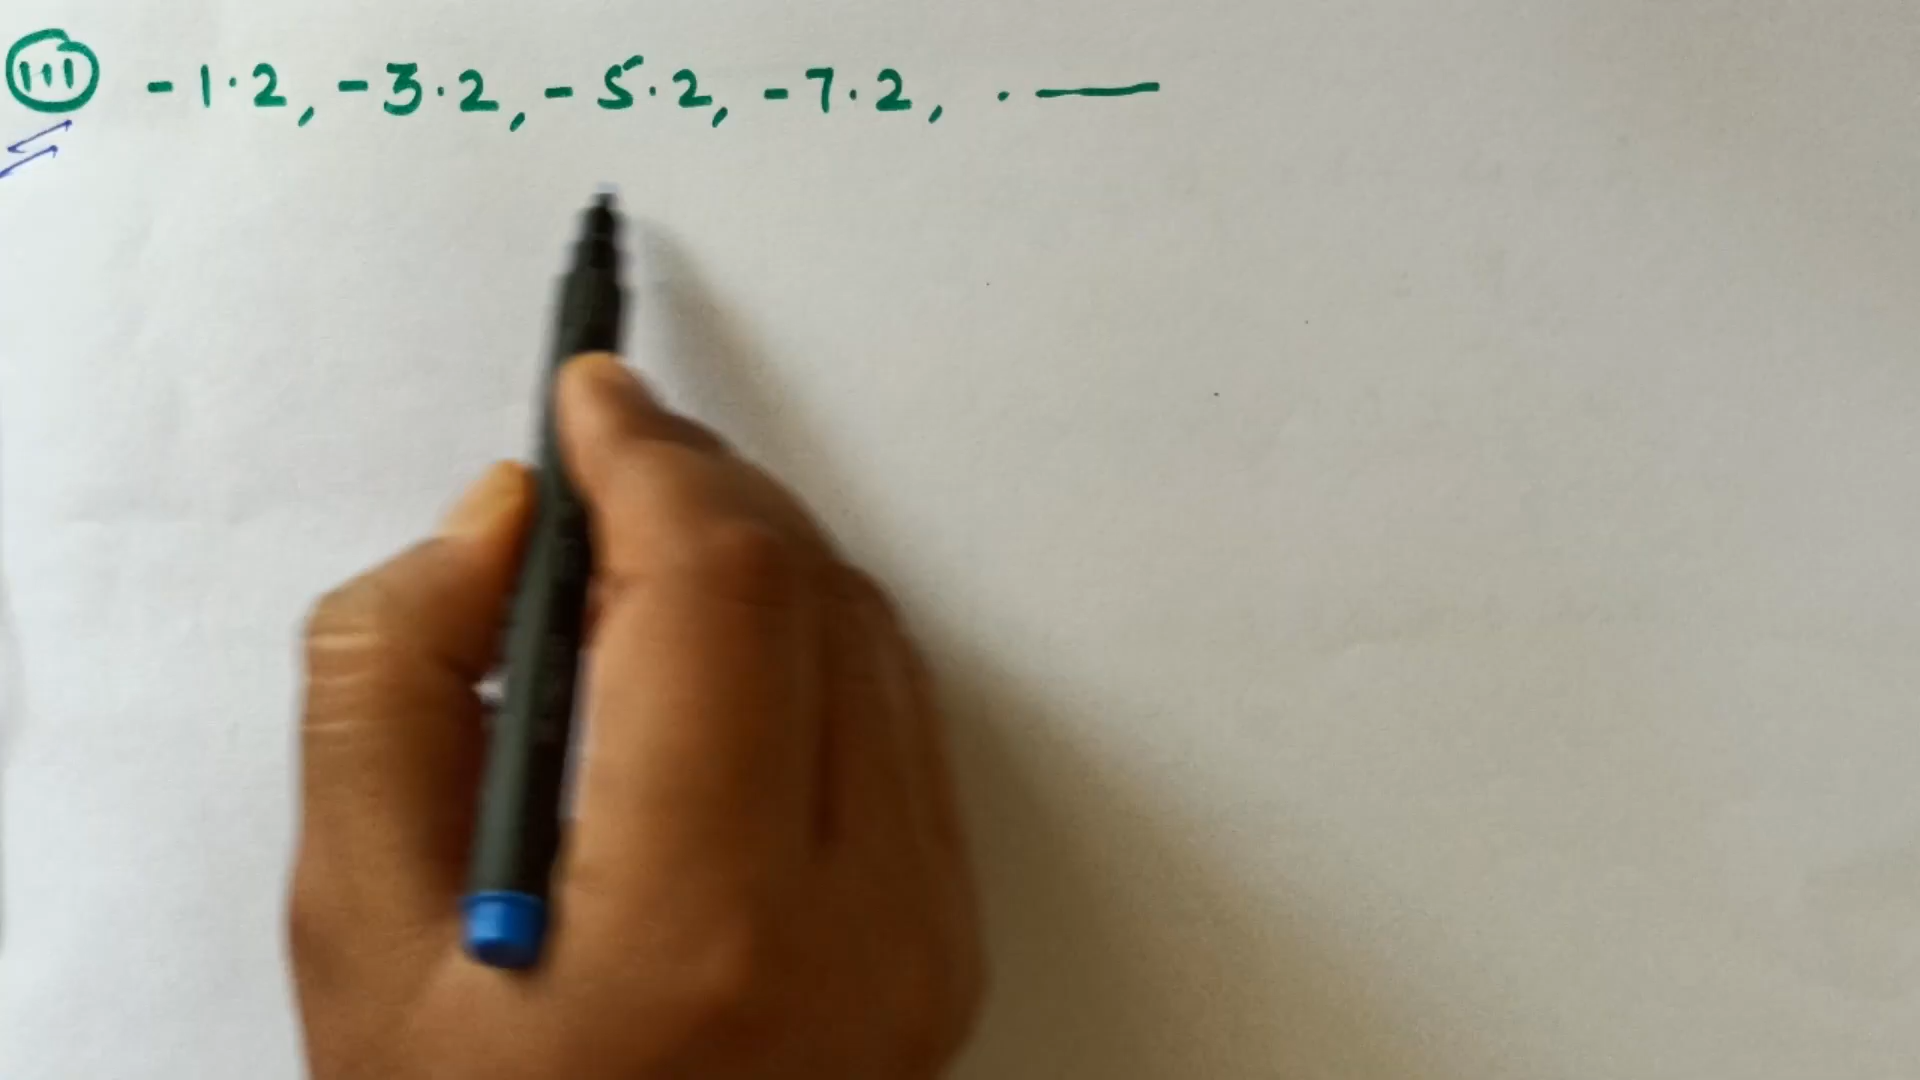 (iii) -1.2, -3.2, -5.2, -7.2, . —